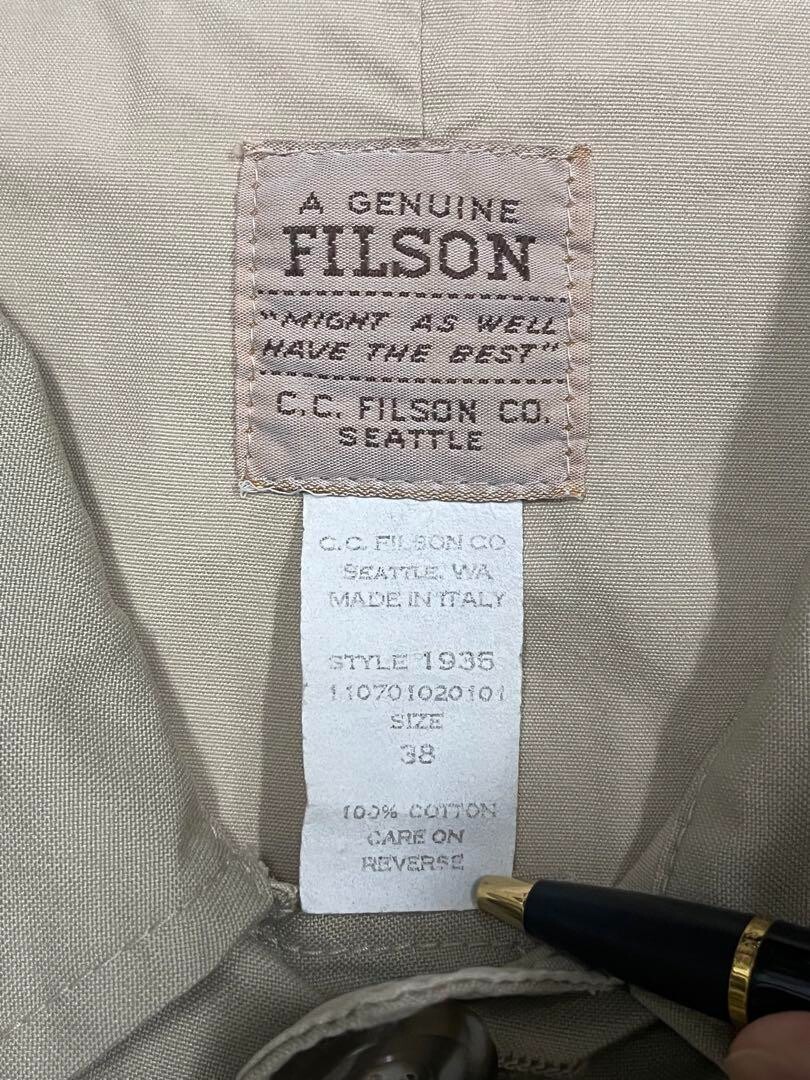 A GENUINE
FILSON
"MIGHT AS WELL
HAVE THE BEST"
C.C. FILSON CO.
SEATTLE
C.C. FILSON CO
SEATTLE, WA
MADE IN ITALY
STYLE 1935
110701020101
SIZE
38
100% COTTON
CARE ON
REVERSE